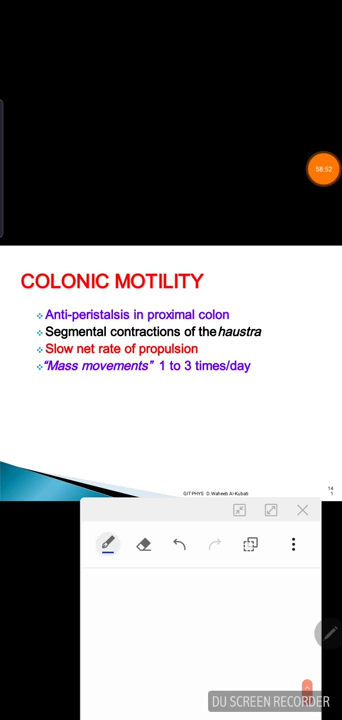 58:52
COLONIC MOTILITY
Anti-peristalsis in proximal colon
Segmental contractions of the haustra
Slow net rate of propulsion
"Mass movements" 1 to 3 times/day
GIT PHYS D.Waheeb Al-Kubati
14
1
DU SCREEN RECORDER